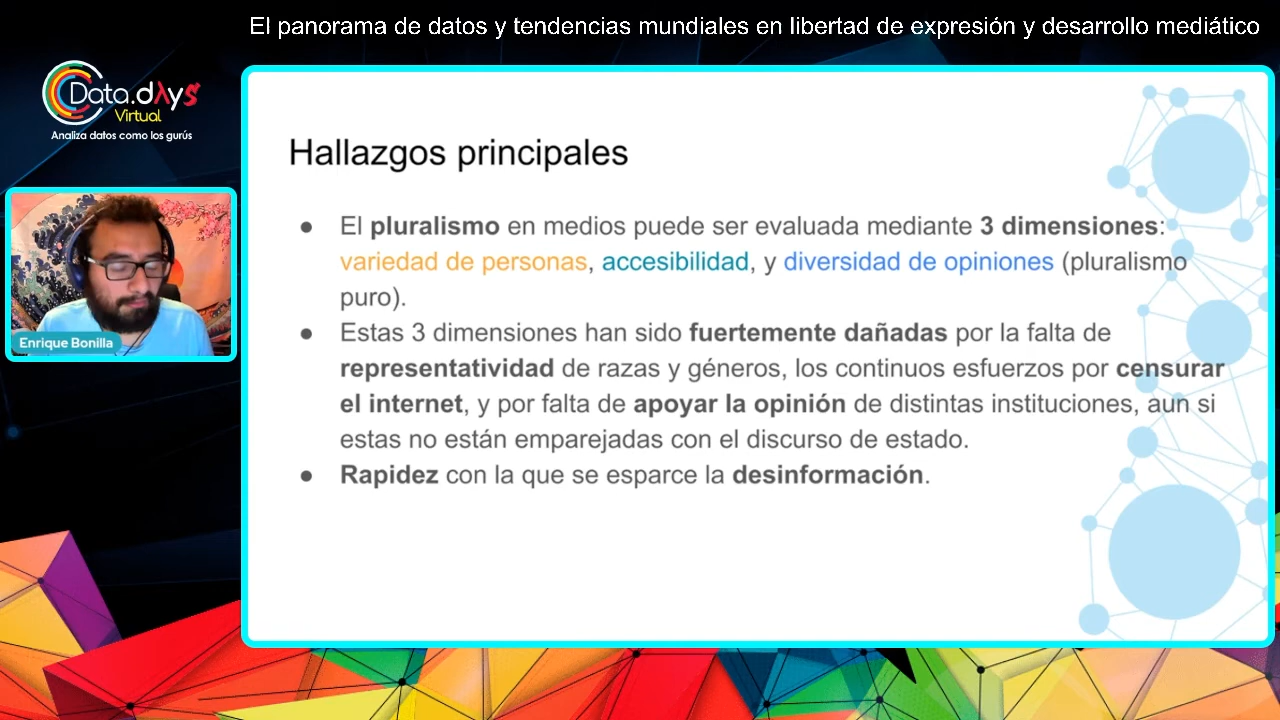 El panorama de datos y tendencias mundiales en libertad de expresión y desarrollo mediático
Data.dAys
Virtual
Analiza datos como los gurús
Enrique Bonilla
Hallazgos principales
● El pluralismo en medios puede ser evaluada mediante 3 dimensiones:
variedad de personas, accesibilidad, y diversidad de opiniones (pluralismo
puro).
● Estas 3 dimensiones han sido fuertemente dañadas por la falta de
representatividad de razas y géneros, los continuos esfuerzos por censurar
el internet, y por falta de apoyar la opinión de distintas instituciones, aun si
estas no están emparejadas con el discurso de estado.
● Rapidez con la que se esparce la desinformación.